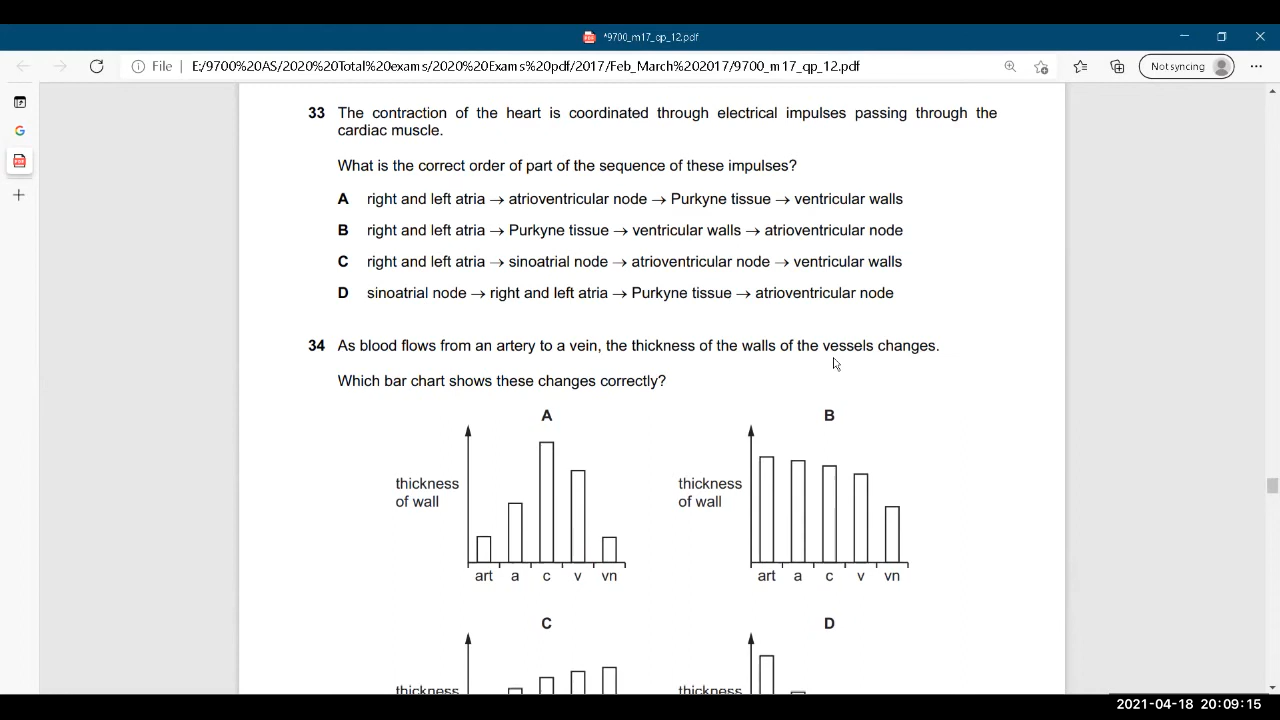 *9700_m17_qp_12.pdf
File | E:/9700%20AS/2020%20Total%20exams/2020%20Exams%20pdf/2017/Feb_March%202017/9700_m17_qp_12.pdf
Not syncing
33 The contraction of the heart is coordinated through electrical impulses passing through the
cardiac muscle.
What is the correct order of part of the sequence of these impulses?
A right and left atria → atrioventricular node → Purkyne tissue → ventricular walls
B right and left atria → Purkyne tissue → ventricular walls → atrioventricular node
C right and left atria → sinoatrial node → atrioventricular node → ventricular walls
D sinoatrial node → right and left atria → Purkyne tissue → atrioventricular node
34 As blood flows from an artery to a vein, the thickness of the walls of the vessels changes.
Which bar chart shows these changes correctly?
A
thickness
of wall
art a c v vn
B
thickness
of wall
art a c v vn
C
thickness
D
thickness
2021-04-18 20:09:15